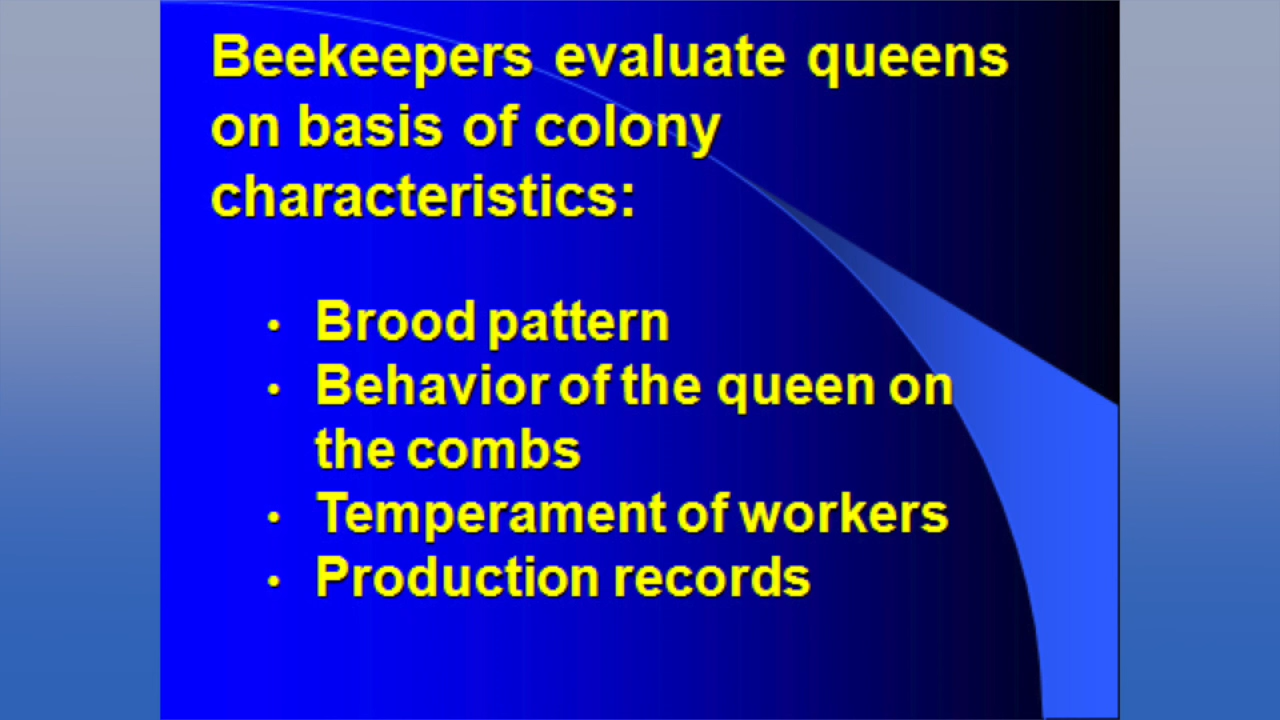 Beekeepers evaluate queens
on basis of colony
characteristics:
• Brood pattern
• Behavior of the queen on
the combs
• Temperament of workers
• Production records